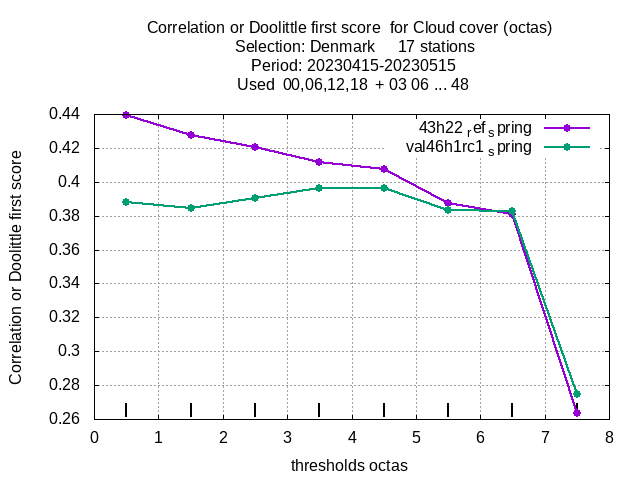 Correlation or Doolittle first score  for Cloud cover (octas)
Selection: Denmark     17 stations
Period: 20230415-20230515
Used  00,06,12,18  + 03 06 ... 48
0.44
0.42
0.4
0.38
0.36
0.34
0.32
0.3
0.28
0.26
Correlation or Doolittle first score
43h22 ref spring
val46h1rc1 spring
0 1 2 3 4 5 6 7 8
thresholds octas